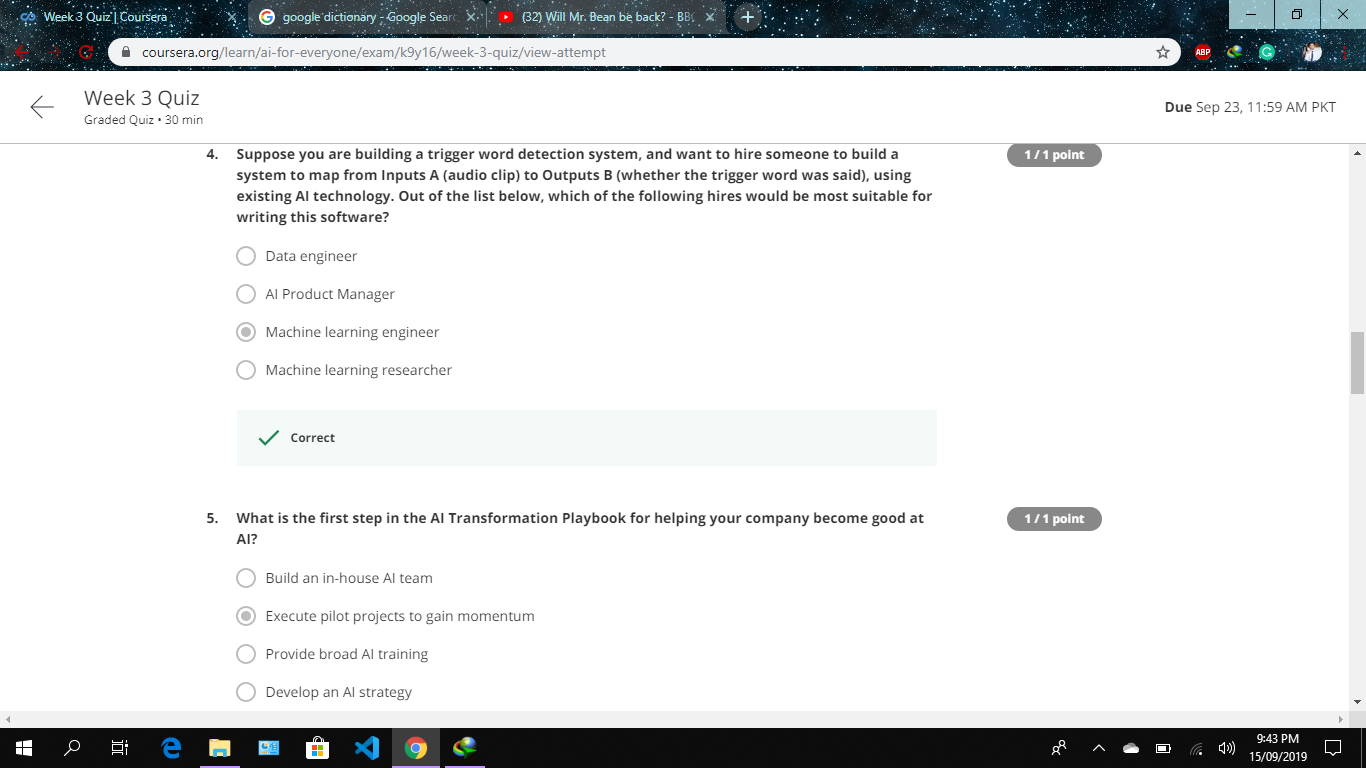 Week 3 Quiz | Coursera
google dictionary - Google Sear
(32) Will Mr. Bean be back? - BB
coursera.org/learn/ai-for-everyone/exam/k9y16/week-3-quiz/view-attempt
ABP
Week 3 Quiz
Graded Quiz • 30 min
Due Sep 23, 11:59 AM PKT
4. Suppose you are building a trigger word detection system, and want to hire someone to build a
system to map from Inputs A (audio clip) to Outputs B (whether the trigger word was said), using
existing AI technology. Out of the list below, which of the following hires would be most suitable for
writing this software?
1 / 1 point
Data engineer
AI Product Manager
Machine learning engineer
Machine learning researcher
Correct
5. What is the first step in the AI Transformation Playbook for helping your company become good at
AI?
1 / 1 point
Build an in-house AI team
Execute pilot projects to gain momentum
Provide broad AI training
Develop an AI strategy
9:43 PM
15/09/2019